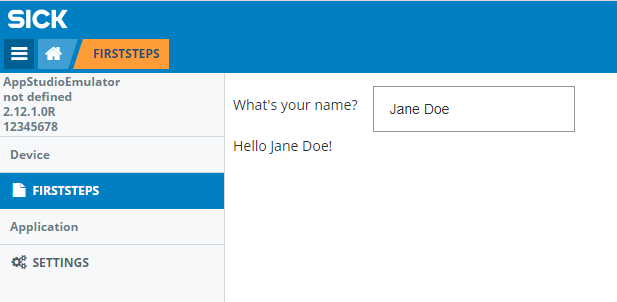 SICK
FIRSTSTEPS
AppStudioEmulator
not defined
2.12.1.0R
12345678
Device
FIRSTSTEPS
Application
SETTINGS
What's your name? Jane Doe
Hello Jane Doe!